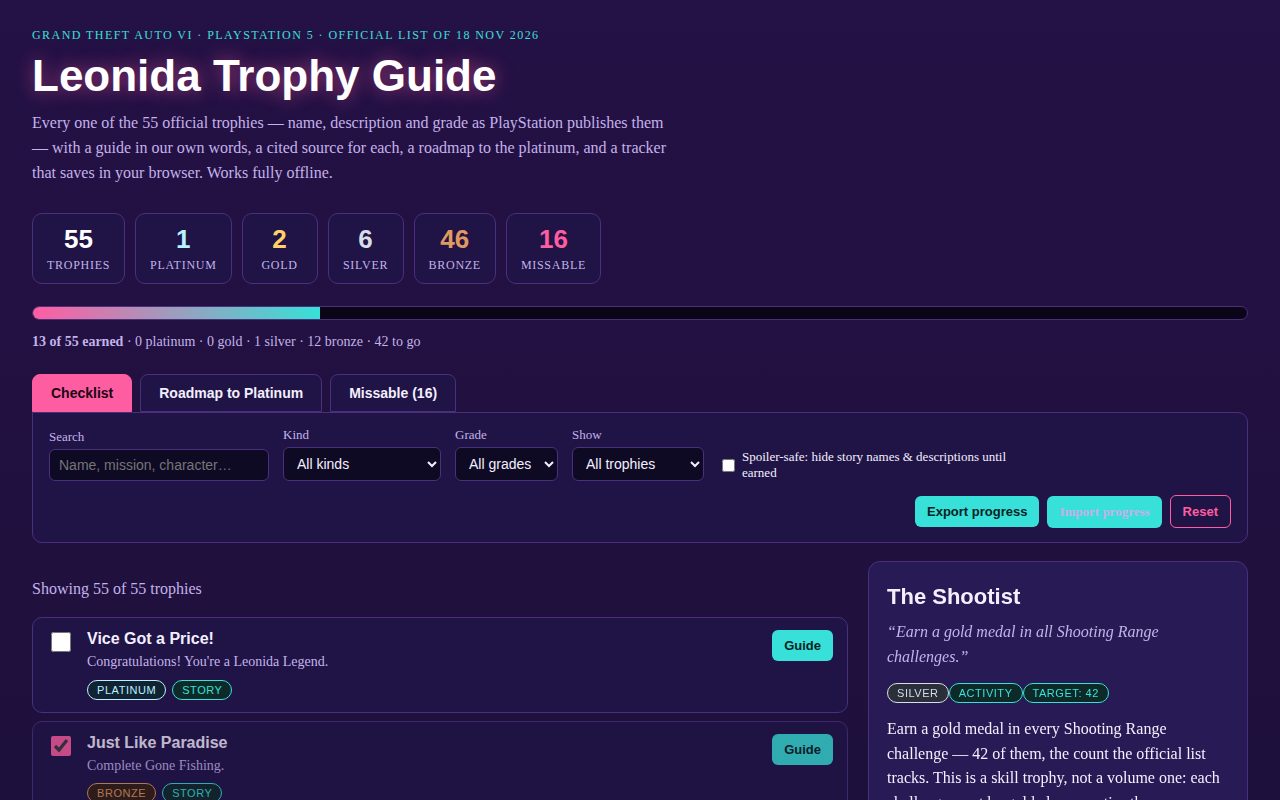 GRAND THEFT AUTO VI · PLAYSTATION 5 · OFFICIAL LIST OF 18 NOV 2026
Leonida Trophy Guide
Every one of the 55 official trophies — name, description and grade as PlayStation publishes them
— with a guide in our own words, a cited source for each, a roadmap to the platinum, and a tracker
that saves in your browser. Works fully offline.
55
TROPHIES
1
PLATINUM
2
GOLD
6
SILVER
46
BRONZE
16
MISSABLE
13 of 55 earned · 0 platinum · 0 gold · 1 silver · 12 bronze · 42 to go
Checklist
Roadmap to Platinum
Missable (16)
Search
Name, mission, character…
Kind
All kinds
Grade
All grades
Show
All trophies
Spoiler-safe: hide story names & descriptions until
earned
Export progress
Import progress
Reset
Showing 55 of 55 trophies
Vice Got a Price!
Congratulations! You're a Leonida Legend.
PLATINUM
STORY
Guide
Just Like Paradise
Complete Gone Fishing.
BRONZE
STORY
Guide
The Shootist
“Earn a gold medal in all Shooting Range
challenges.”
SILVER
ACTIVITY
TARGET: 42
Earn a gold medal in every Shooting Range
challenge — 42 of them, the count the official list
tracks. This is a skill trophy, not a volume one: each